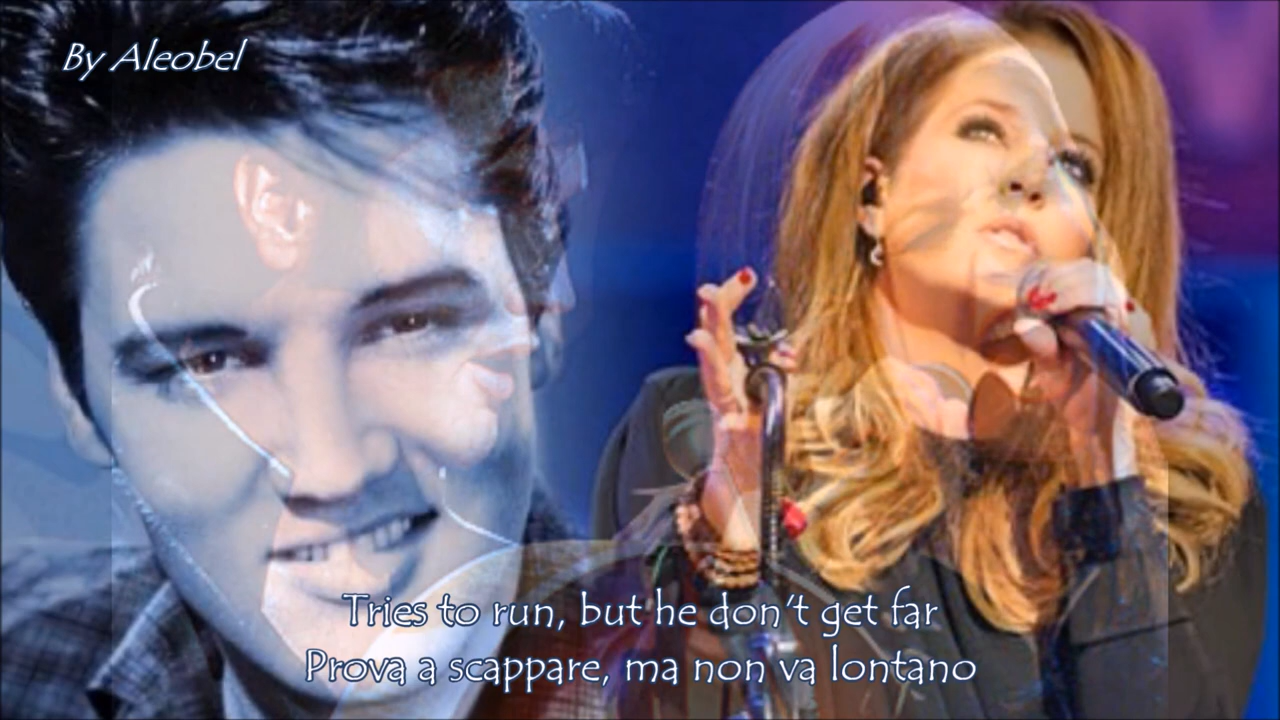 By Aleobel
Tries to run, but he don't get far
Prova a scappare, ma non va lontano